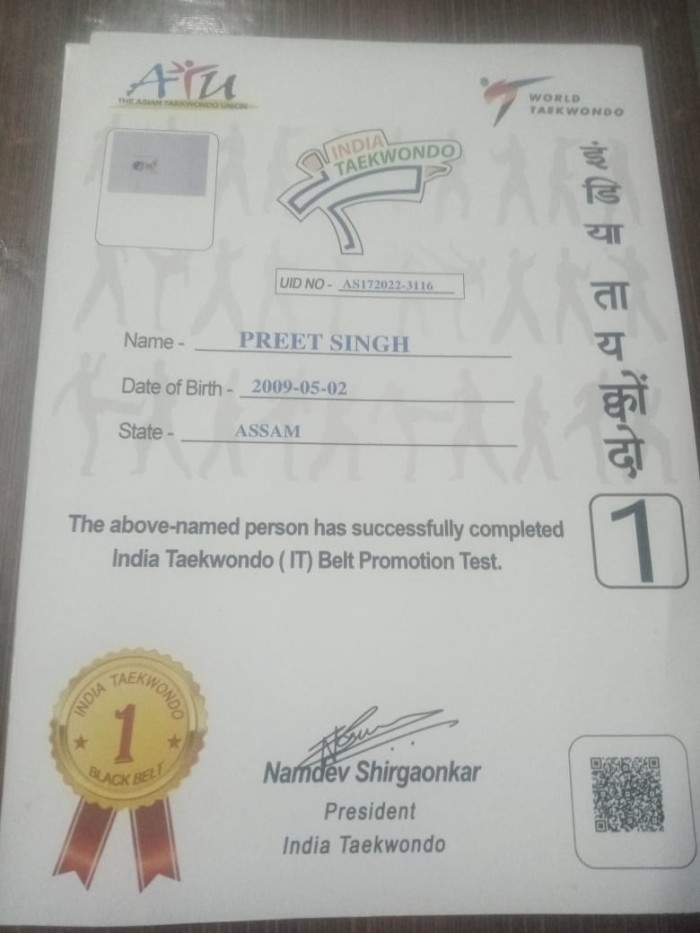 ATU
THE ASIAN TAEKWONDO UNION
WORLD
TAEKWONDO
INDIA
TAEKWONDO
इंडिया तायक्वोंदो
1
UID NO - AS172022-3116
Name - PREET SINGH
Date of Birth - 2009-05-02
State - ASSAM
The above-named person has successfully completed
India Taekwondo ( IT) Belt Promotion Test.
INDIA TAEKWONDO
1
BLACK BELT
Namdev Shirgaonkar
President
India Taekwondo